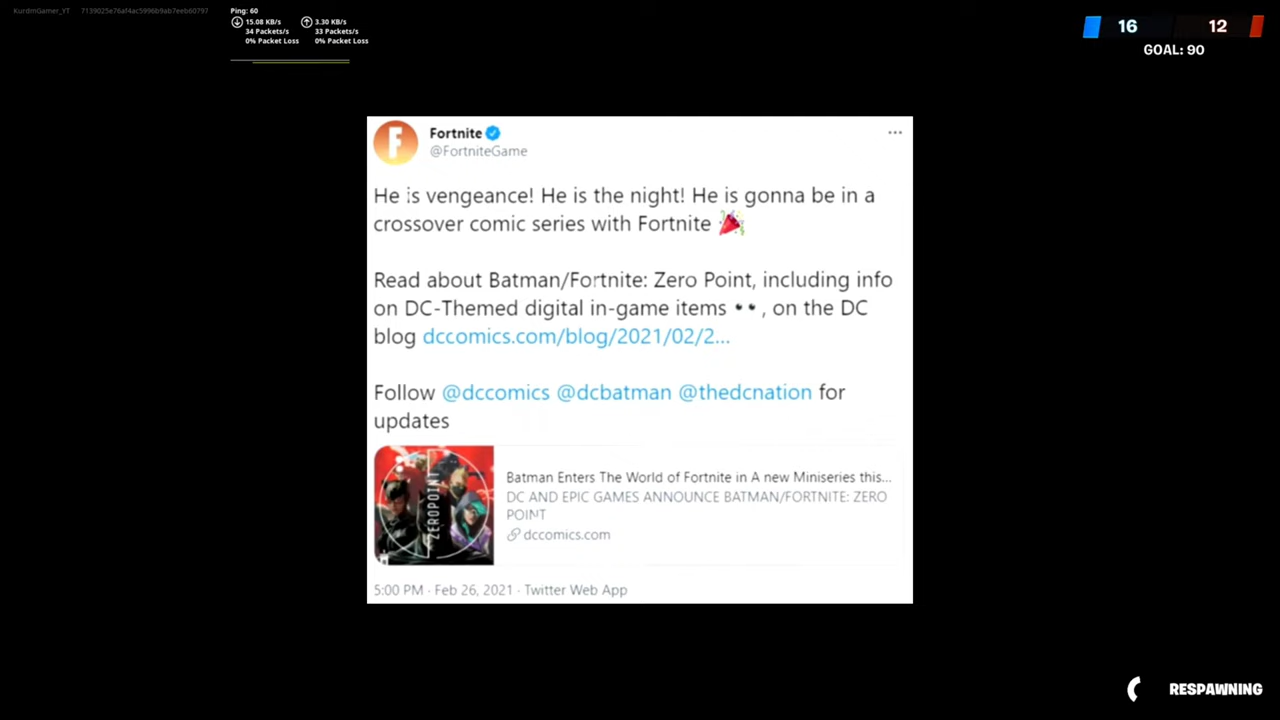 KurdmGamer_YT 7139025e76af4ac5996b9ab7eeb60797
Ping: 60
15.08 KB/s 3.30 KB/s
34 Packets/s 33 Packets/s
0% Packet Loss 0% Packet Loss
16 12
GOAL: 90
Fortnite
@FortniteGame
He is vengeance! He is the night! He is gonna be in a
crossover comic series with Fortnite 🎉
Read about Batman/Fortnite: Zero Point, including info
on DC-Themed digital in-game items 👀, on the DC
blog dccomics.com/blog/2021/02/2...
Follow @dccomics @dcbatman @thedcnation for
updates
ZEROPOINT
Batman Enters The World of Fortnite in A new Miniseries this...
DC AND EPIC GAMES ANNOUNCE BATMAN/FORTNITE: ZERO
POINT
dccomics.com
5:00 PM · Feb 26, 2021 · Twitter Web App
RESPAWNING